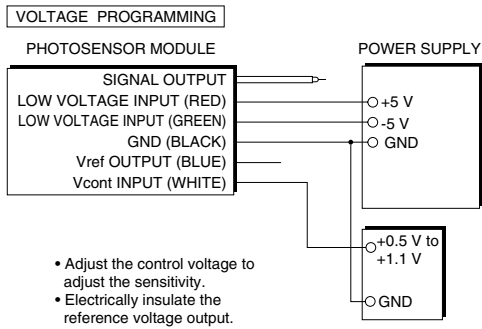 VOLTAGE PROGRAMMING
PHOTOSENSOR MODULE
POWER SUPPLY
SIGNAL OUTPUT
LOW VOLTAGE INPUT (RED)
LOW VOLTAGE INPUT (GREEN)
GND (BLACK)
Vref OUTPUT (BLUE)
Vcont INPUT (WHITE)
+5 V
-5 V
GND
+0.5 V to
+1.1 V
GND
• Adjust the control voltage to
adjust the sensitivity.
• Electrically insulate the
reference voltage output.